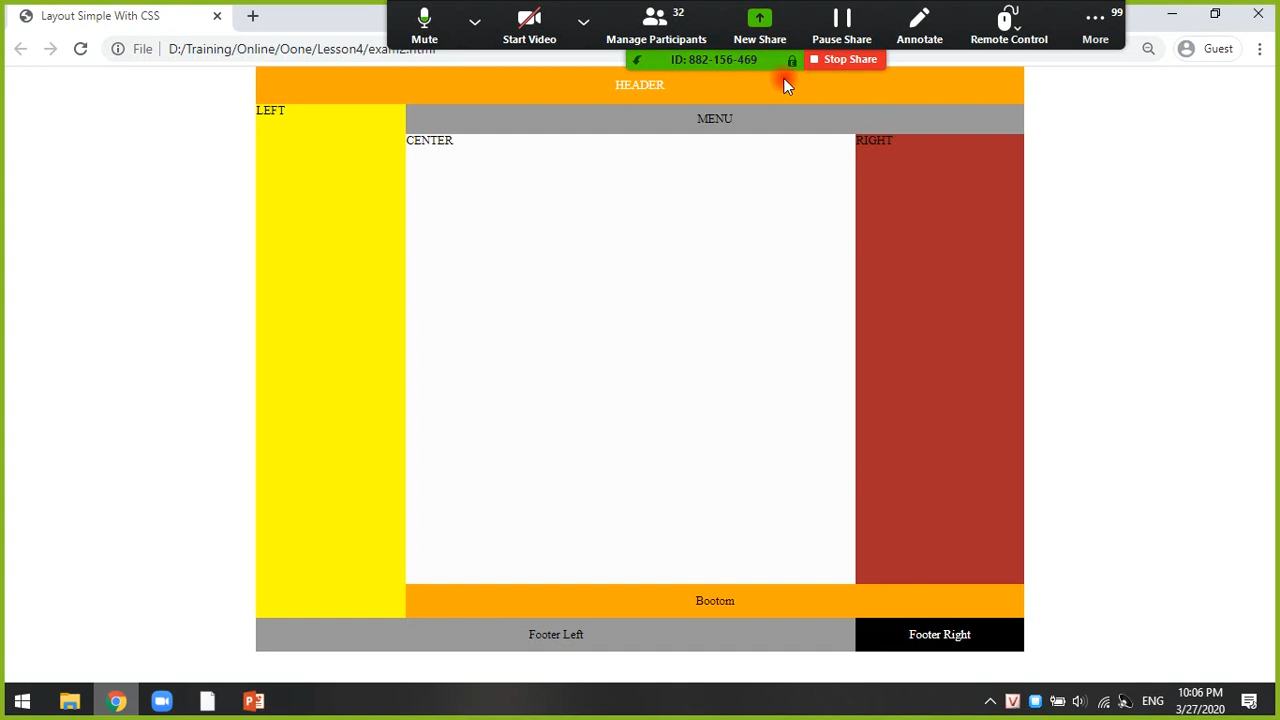 Layout Simple With CSS
32
99
Mute
Start Video
Manage Participants
New Share
Pause Share
Annotate
Remote Control
More
File
D:/Training/Online/Oone/Lesson4/exam2.html
ID: 882-156-469
Stop Share
Guest
HEADER
LEFT
MENU
CENTER
RIGHT
Bootom
Footer Left
Footer Right
ENG
10:06 PM
3/27/2020